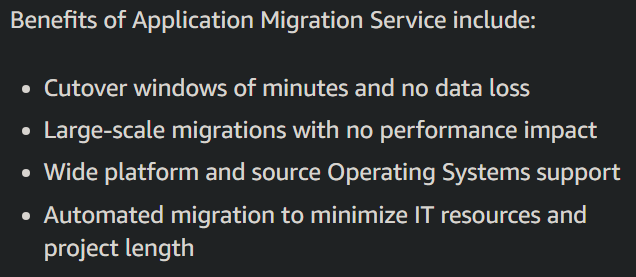 Benefits of Application Migration Service include:
• Cutover windows of minutes and no data loss
• Large-scale migrations with no performance impact
• Wide platform and source Operating Systems support
• Automated migration to minimize IT resources and
project length